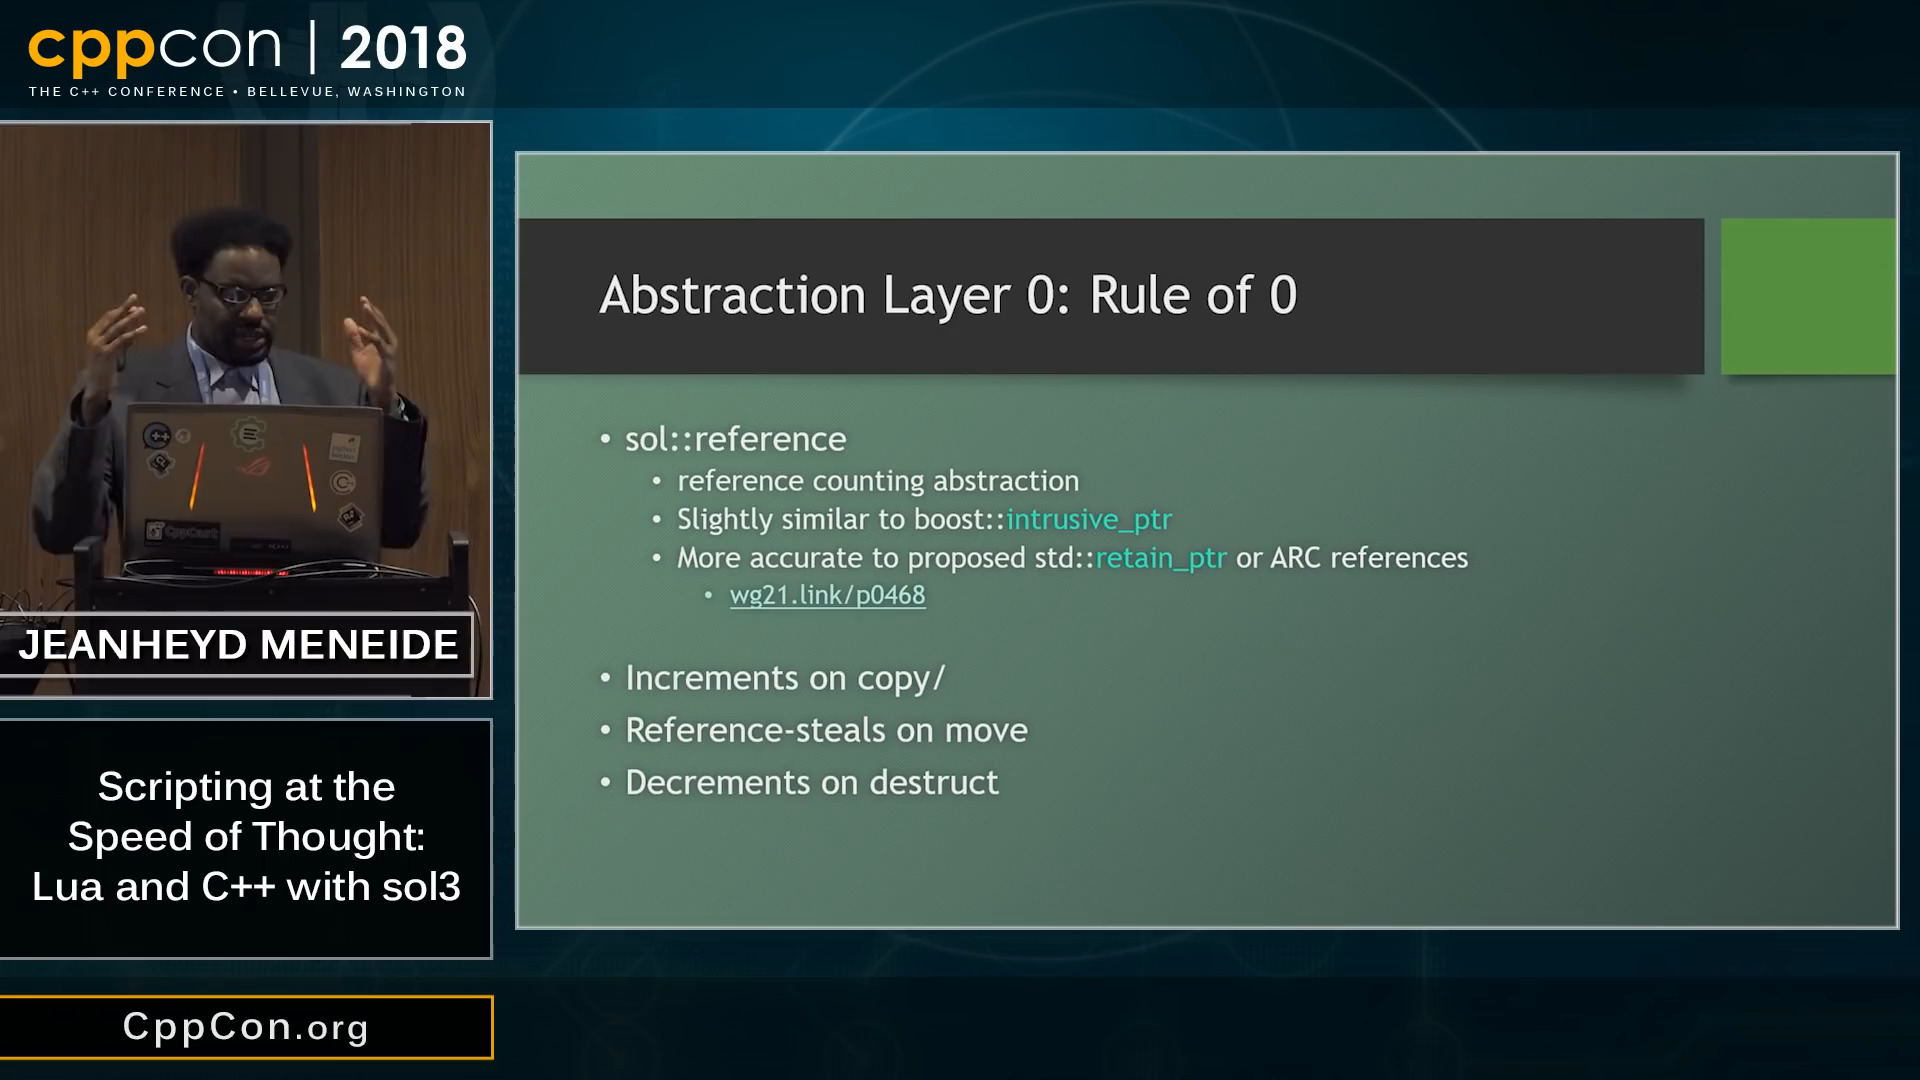 cppcon | 2018
THE C++ CONFERENCE • BELLEVUE, WASHINGTON
CppCast
JEANHEYD MENEIDE
Scripting at the
Speed of Thought:
Lua and C++ with sol3
CppCon.org
Abstraction Layer 0: Rule of 0
• sol::reference
• reference counting abstraction
• Slightly similar to boost::intrusive_ptr
• More accurate to proposed std::retain_ptr or ARC references
• wg21.link/p0468
• Increments on copy/
• Reference-steals on move
• Decrements on destruct